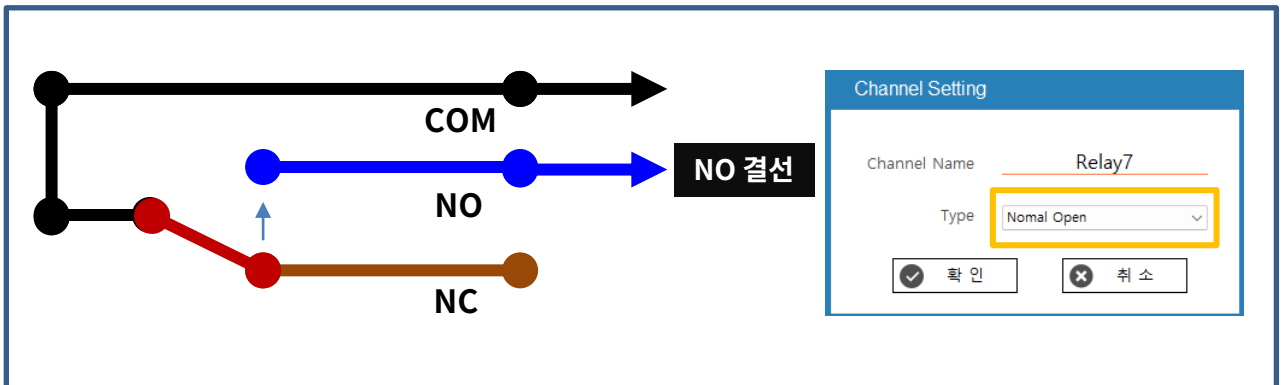 COM
NO
NC
NO 결선
Channel Setting
Channel Name Relay7
Type Nomal Open
확 인 취 소